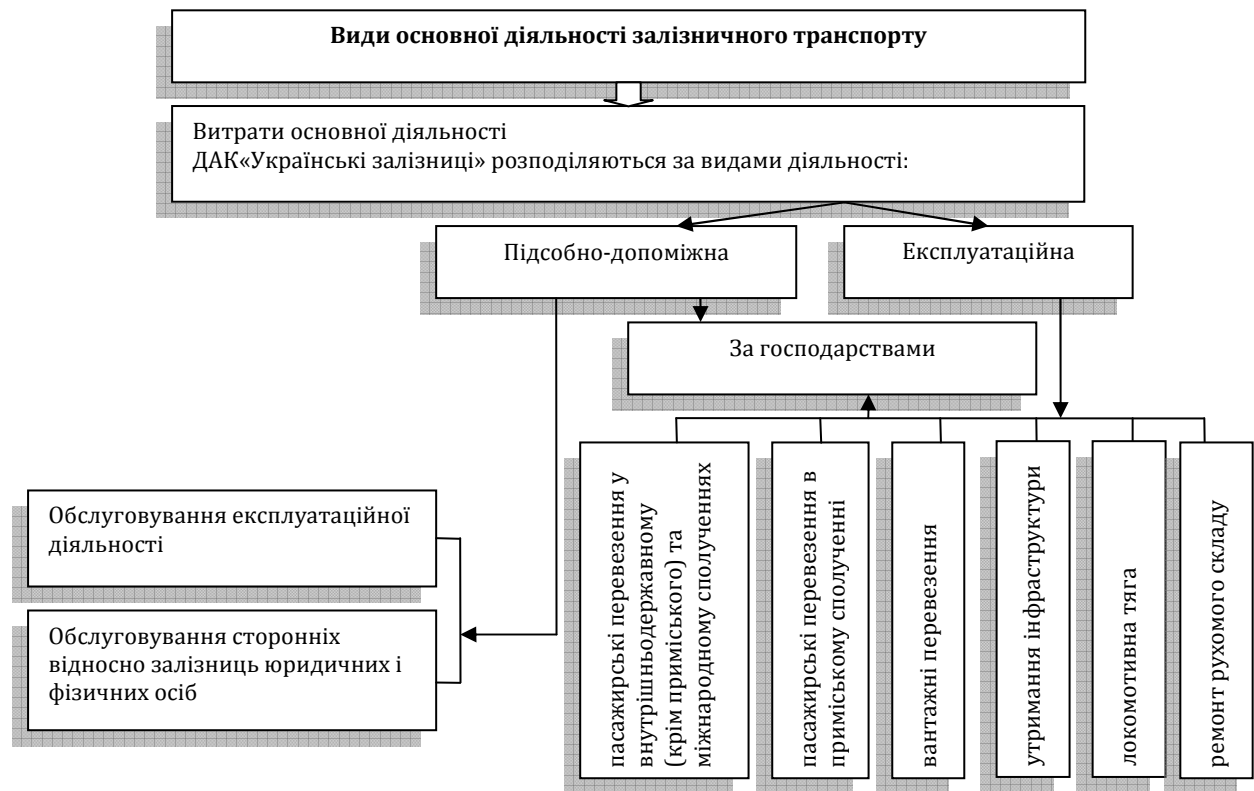 Види основної діяльності залізничного транспорту
Витрати основної діяльності
ДАК«Українські залізниці» розподіляються за видами діяльності:
Підсобно-допоміжна
Експлуатаційна
За господарствами
Обслуговування експлуатаційної
діяльності
Обслуговування сторонніх
відносно залізниць юридичних і
фізичних осіб
пасажирські перевезення у
внутрішньодержавному
(крім приміського) та
міжнародному сполученнях
пасажирські перевезення в
приміському сполученні
вантажні перевезення
утримання інфраструктури
локомотивна тяга
ремонт рухомого складу